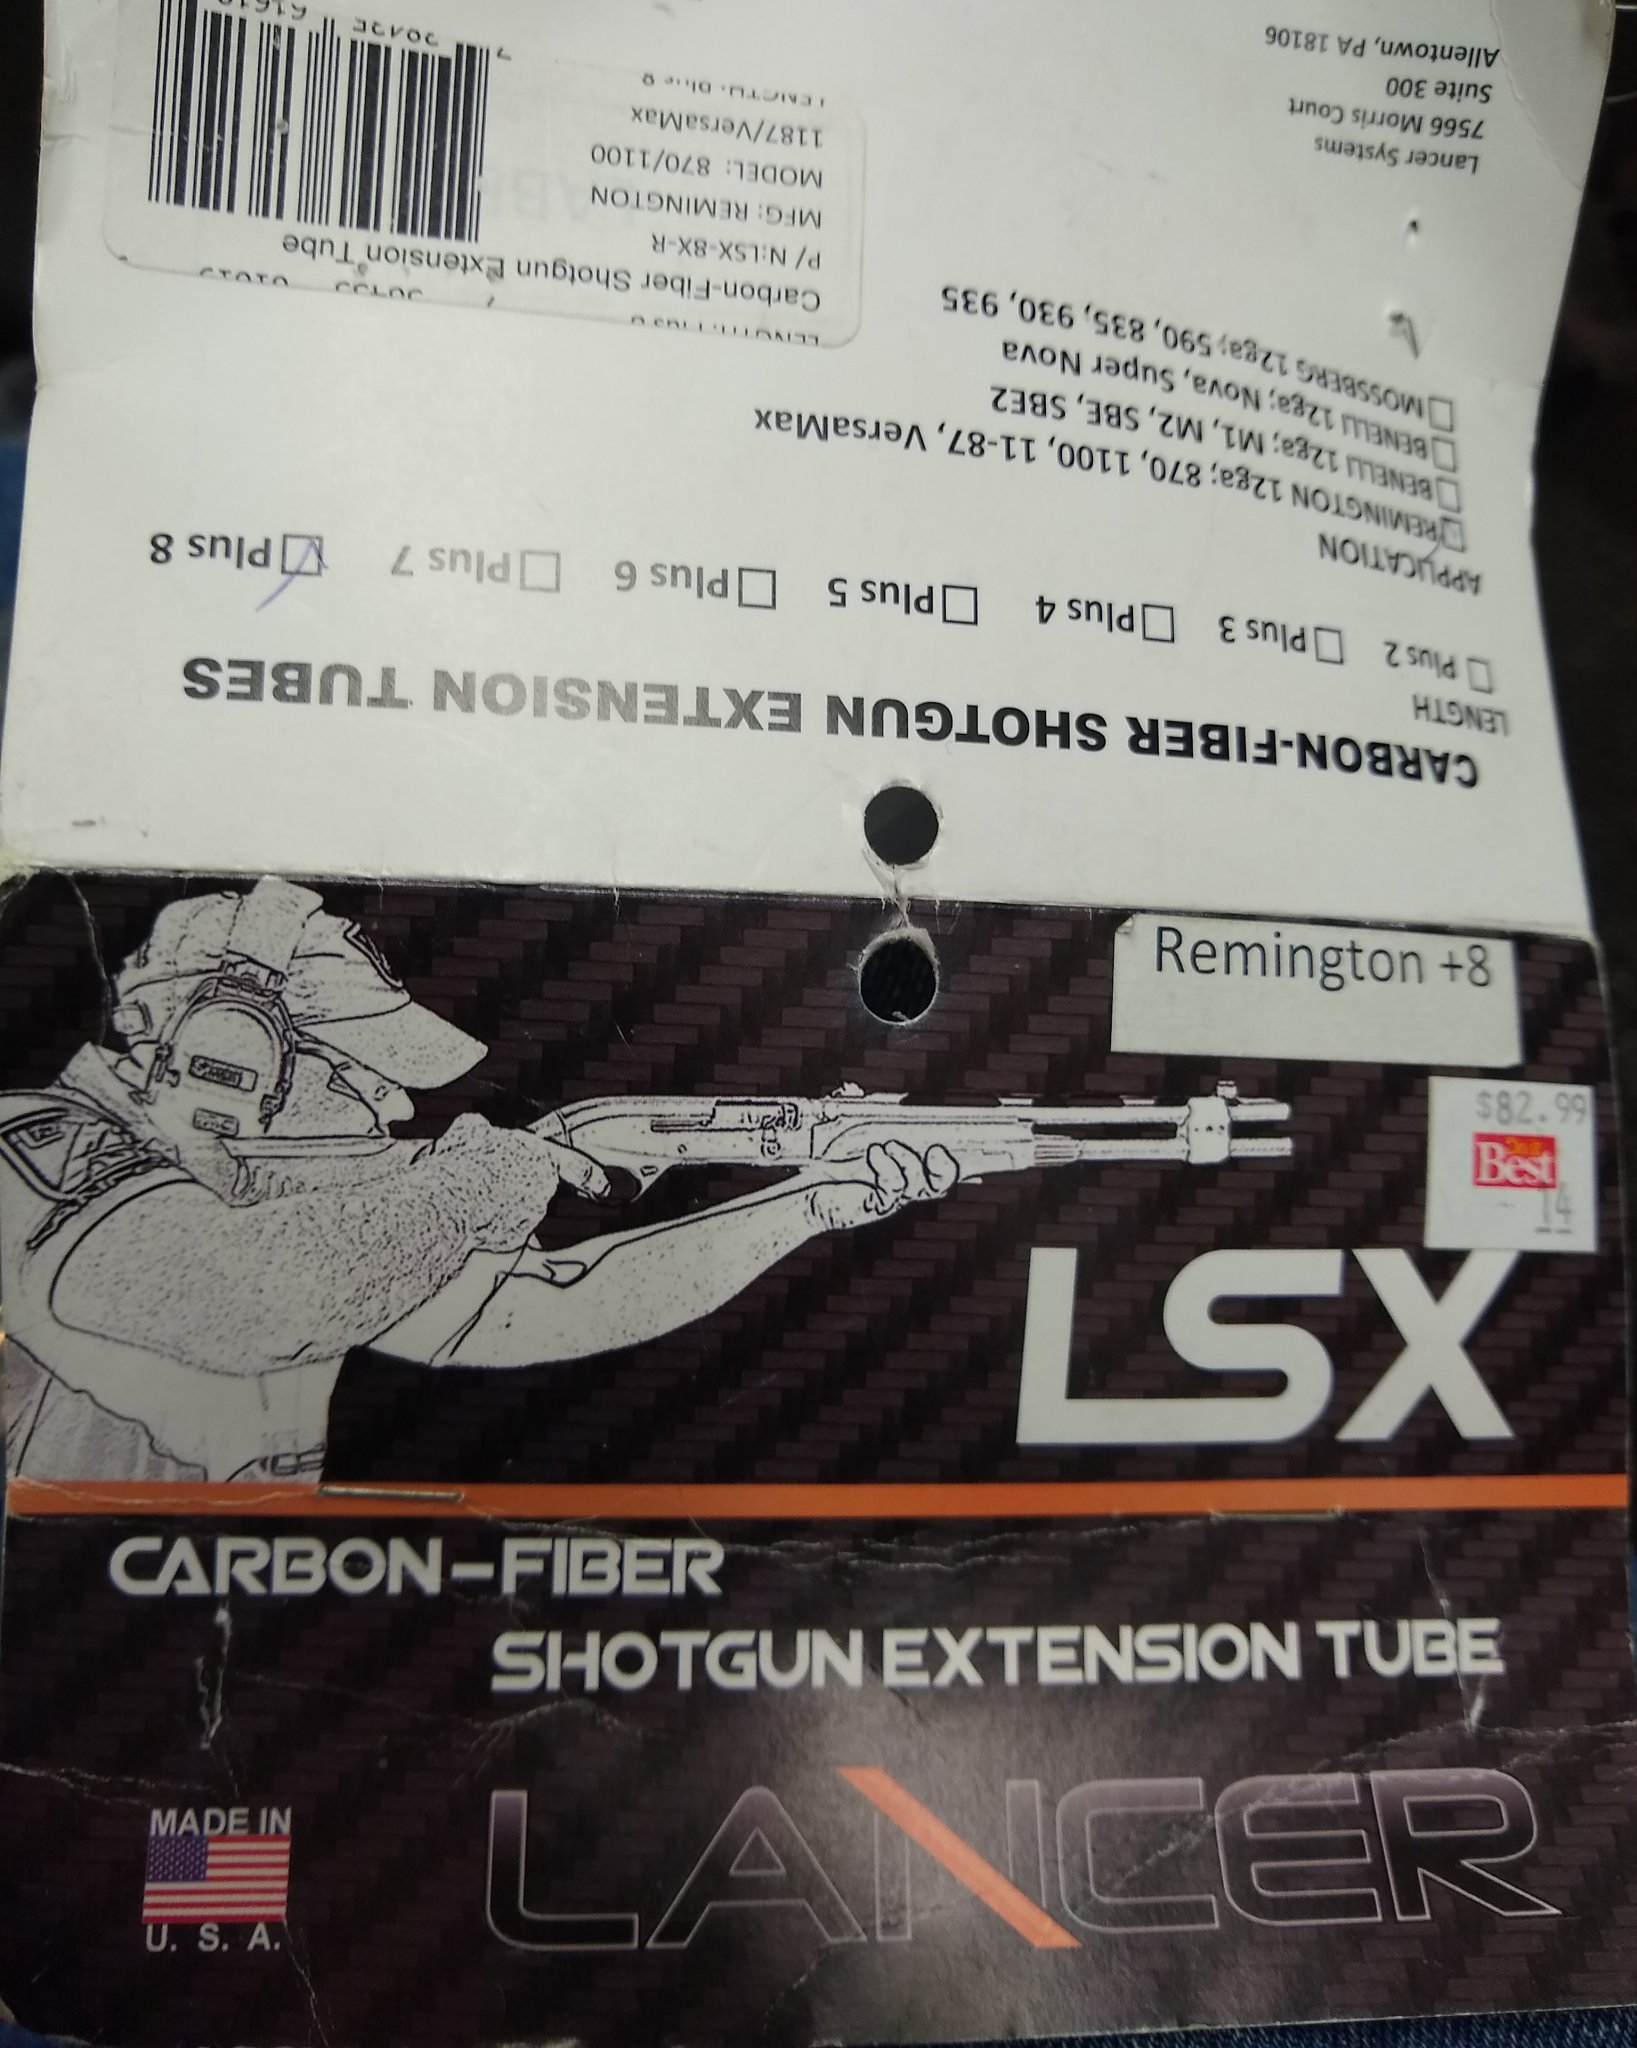 CARBON-FIBER SHOTGUN EXTENSION TUBES
LENGTH
Plus 2 Plus 3 Plus 4 Plus 5 Plus 6 Plus 7 Plus 8
APPLICATION
REMINGTON 12ga; 870, 1100, 11-87, VersaMax
BENELLI 12ga; M1, M2, SBE, SBE2
BENELLI 12ga; Nova, Super Nova
MOSSBERG 12ga; 590, 835, 930, 935
Lancer Systems
7566 Morris Court
Suite 300
Allentown, PA 18106
Carbon-Fiber Shotgun Extension Tube
P/ N:LSX-8X-R
MFG: REMINGTON
MODEL: 870/1100
1187/VersaMax
Remington +8
$82.99
Do it Best
14
LSX
CARBON-FIBER
SHOTGUN EXTENSION TUBE
MADE IN
U. S. A.
LANCER